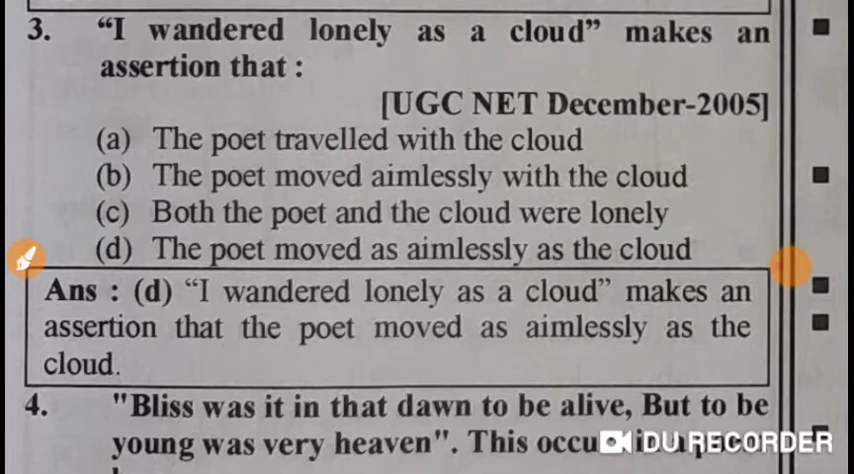 3. “I wandered lonely as a cloud” makes an
assertion that :
[UGC NET December-2005]
(a) The poet travelled with the cloud
(b) The poet moved aimlessly with the cloud
(c) Both the poet and the cloud were lonely
(d) The poet moved as aimlessly as the cloud
Ans : (d) “I wandered lonely as a cloud” makes an
assertion that the poet moved as aimlessly as the
cloud.
4. "Bliss was it in that dawn to be alive, But to be
young was very heaven". This
DU RECORDER